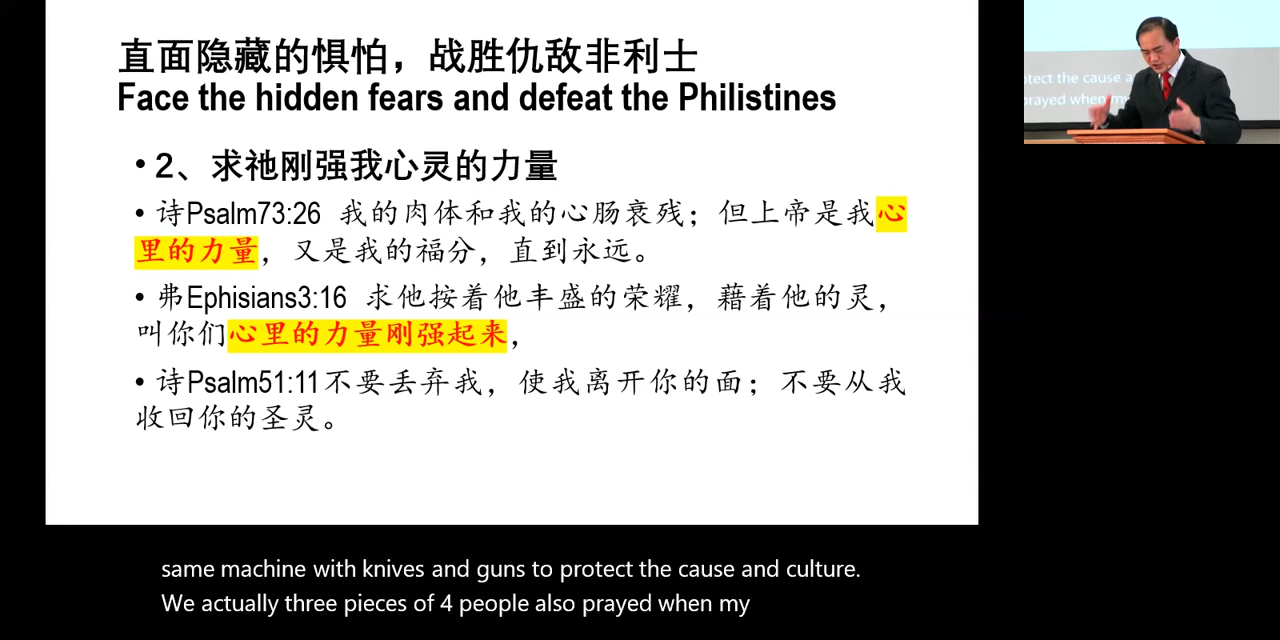 直面隐藏的惧怕，战胜仇敌非利士
Face the hidden fears and defeat the Philistines
• 2、求祂刚强我心灵的力量
• 诗Psalm73:26 我的肉体和我的心肠衰残；但上帝是我心
里的力量，又是我的福分，直到永远。
• 弗Ephisians3:16 求他按着他丰盛的荣耀，藉着他的灵，
叫你们心里的力量刚强起来，
• 诗Psalm51:11不要丢弃我，使我离开你的面；不要从我
收回你的圣灵。
otect the cause a
prayed when my
same machine with knives and guns to protect the cause and culture.
We actually three pieces of 4 people also prayed when my